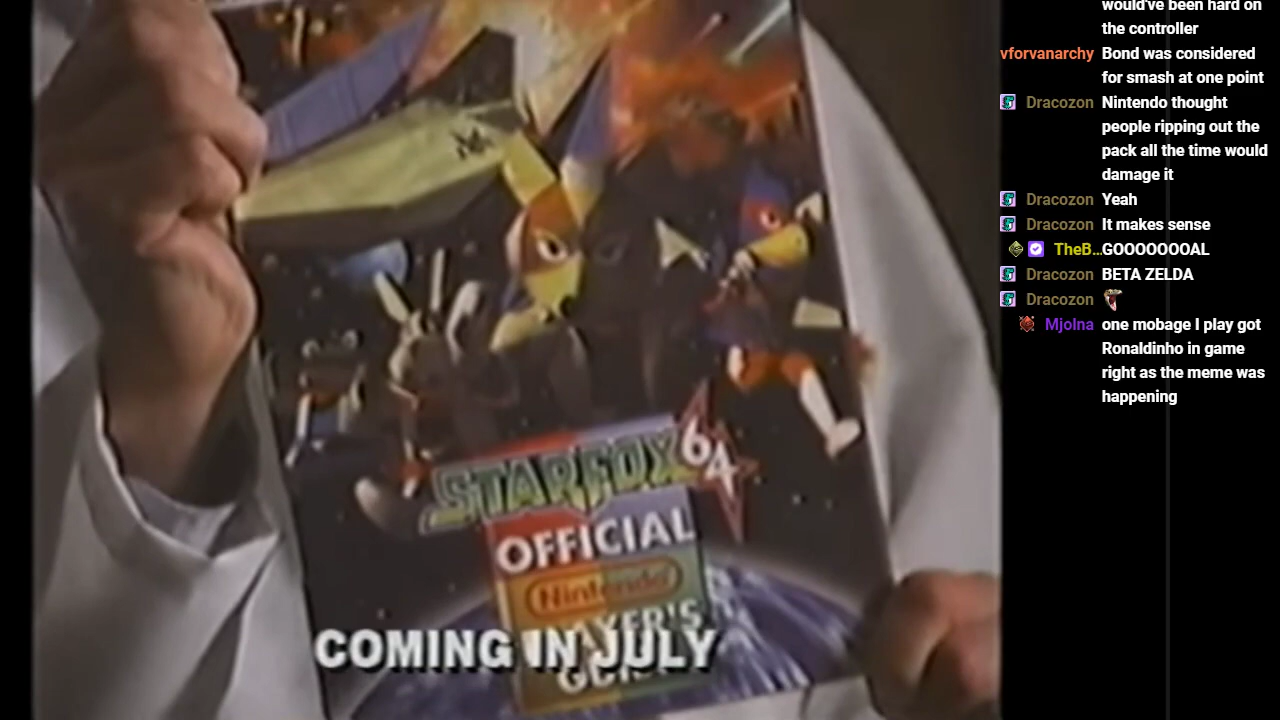 STARFOX 64
OFFICIAL
Nintendo
PLAYER'S
GUIDE
COMING IN JULY
would've been hard on
the controller
vforvanarchy Bond was considered
for smash at one point
Dracozon Nintendo thought
people ripping out the
pack all the time would
damage it
Dracozon Yeah
Dracozon It makes sense
TheB... GOOOOOOOAL
Dracozon BETA ZELDA
Dracozon
Mjolna one mobage I play got
Ronaldinho in game
right as the meme was
happening